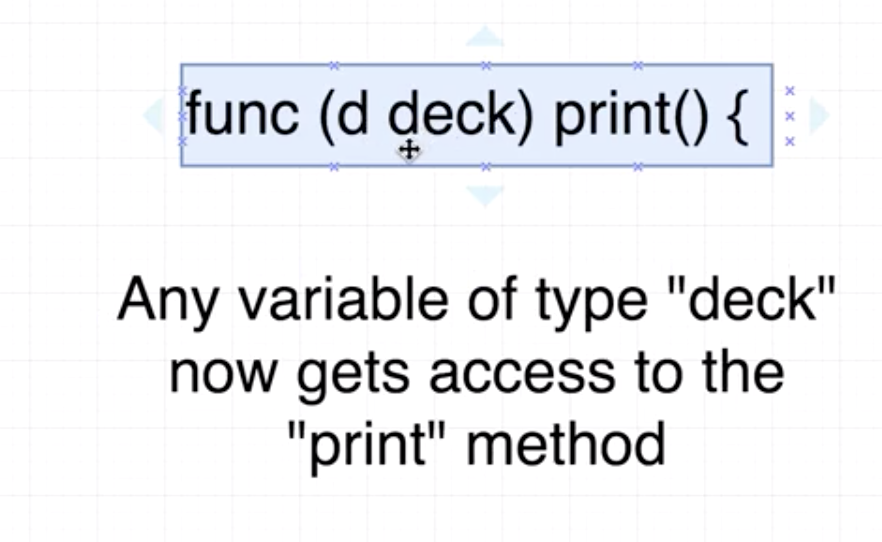 func (d deck) print() {
Any variable of type "deck"
now gets access to the
"print" method